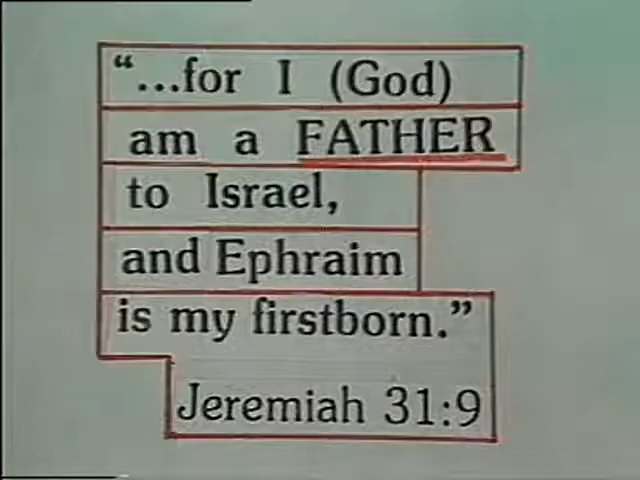 “...for I (God)
am a FATHER
to Israel,
and Ephraim
is my firstborn.”
Jeremiah 31:9